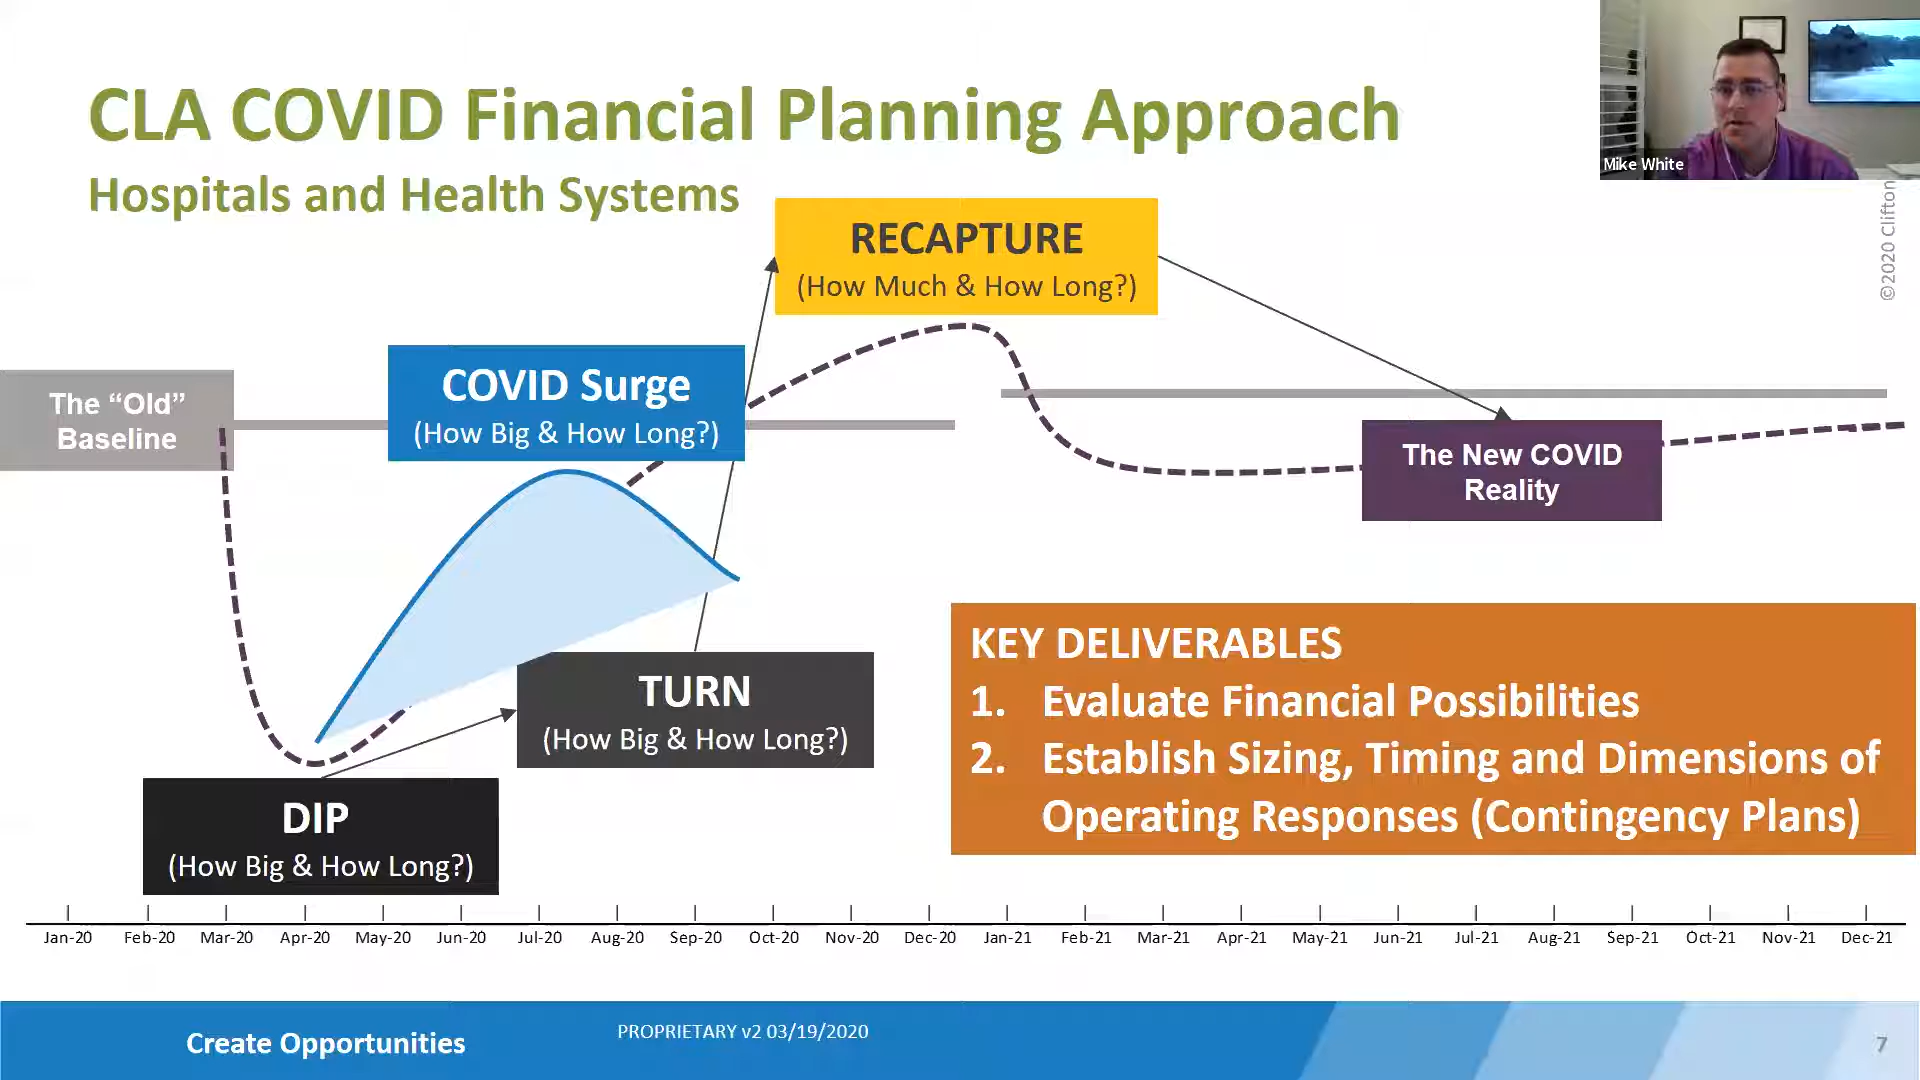 CLA COVID Financial Planning Approach
Hospitals and Health Systems
Mike White
©2020 Clifton
RECAPTURE
(How Much & How Long?)
The “Old”
Baseline
COVID Surge
(How Big & How Long?)
The New COVID
Reality
TURN
(How Big & How Long?)
DIP
(How Big & How Long?)
KEY DELIVERABLES
1. Evaluate Financial Possibilities
2. Establish Sizing, Timing and Dimensions of
Operating Responses (Contingency Plans)
Jan-20 Feb-20 Mar-20 Apr-20 May-20 Jun-20 Jul-20 Aug-20 Sep-20 Oct-20 Nov-20 Dec-20 Jan-21 Feb-21 Mar-21 Apr-21 May-21 Jun-21 Jul-21 Aug-21 Sep-21 Oct-21 Nov-21 Dec-21
Create Opportunities
PROPRIETARY v2 03/19/2020
7